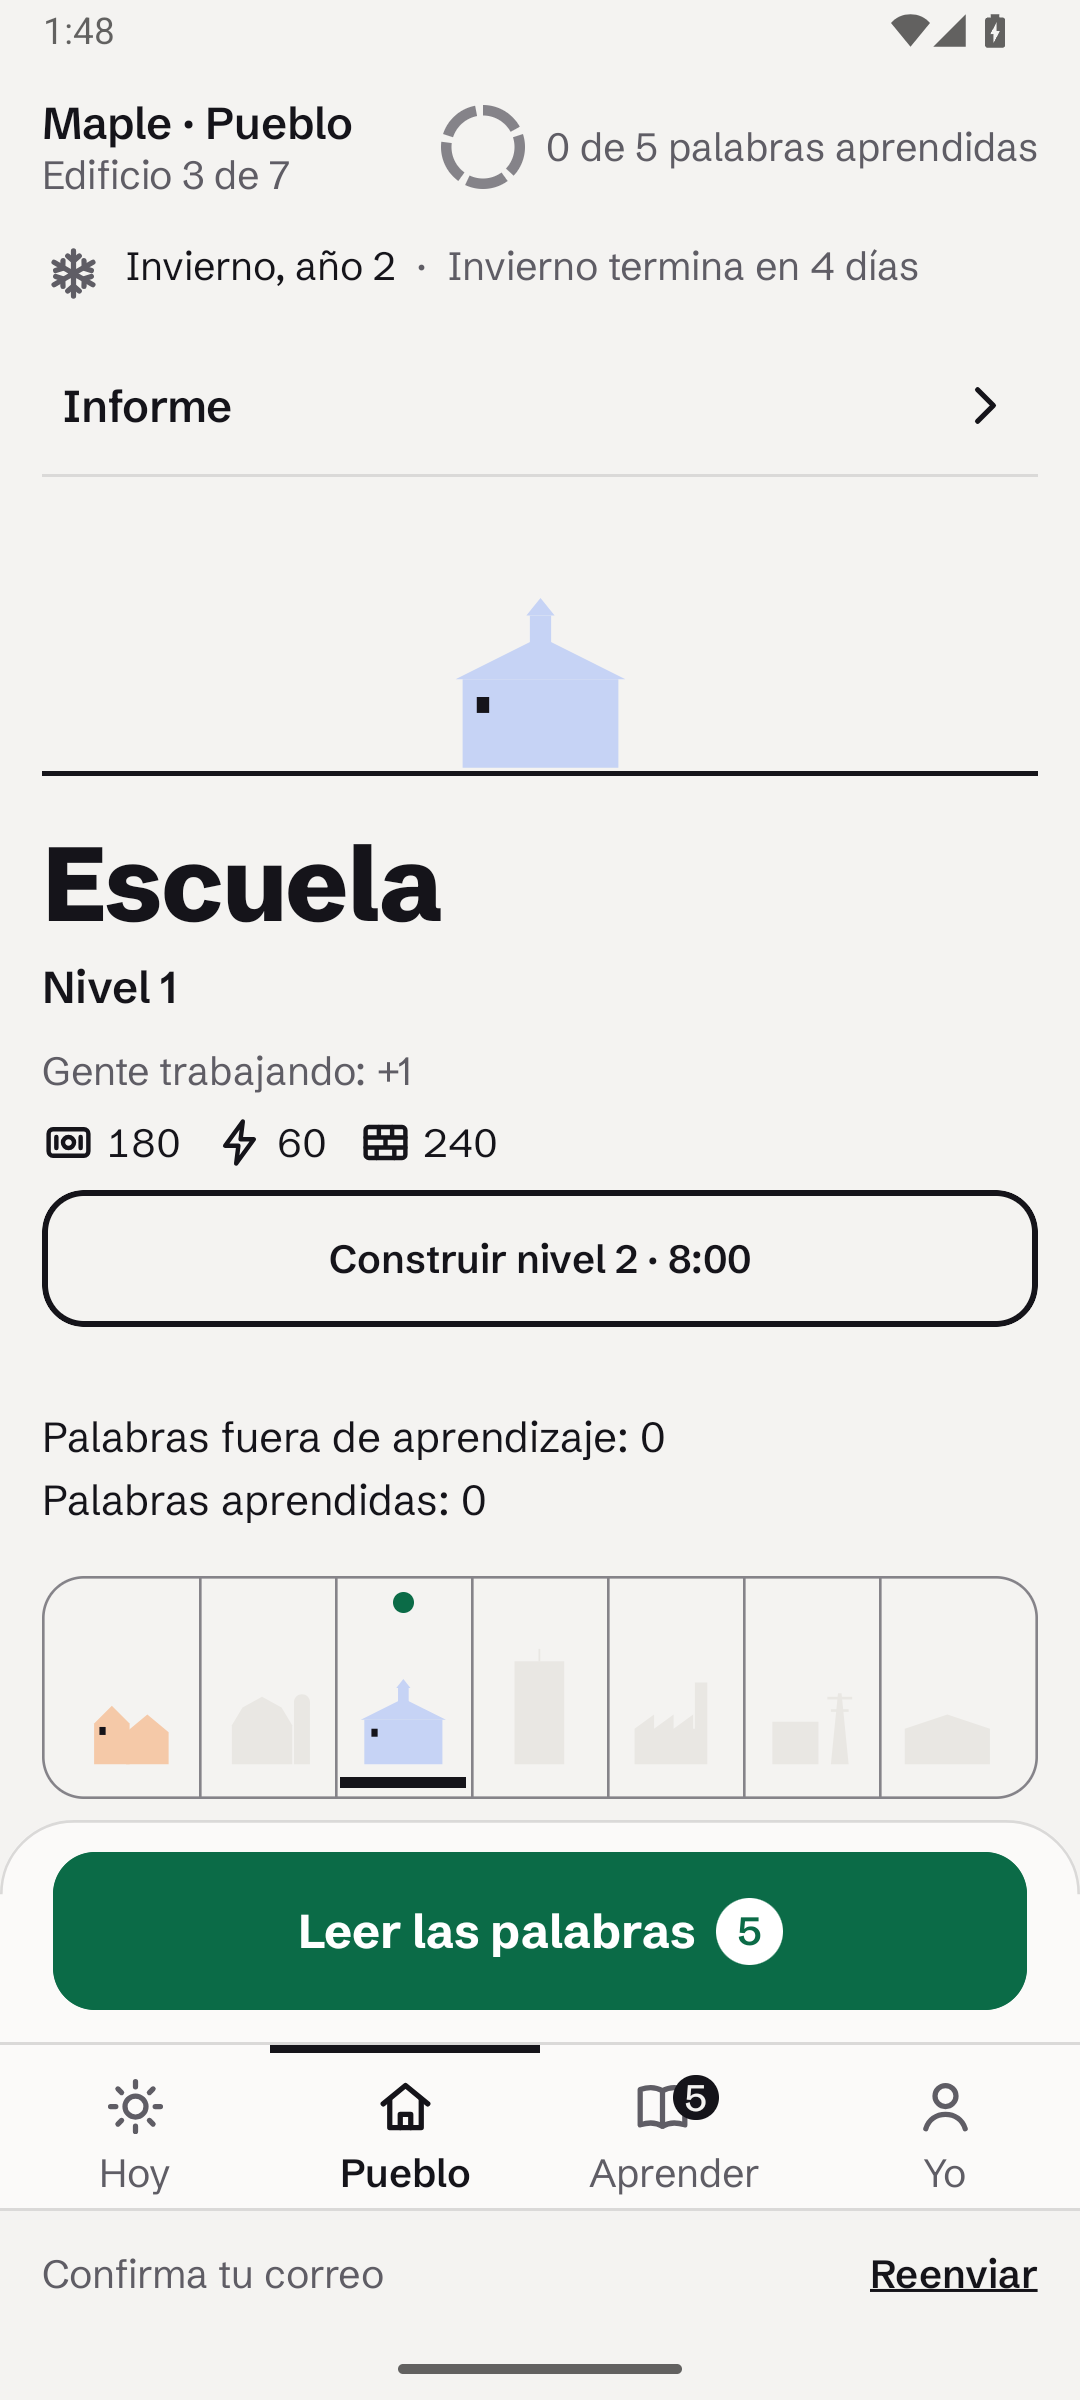 1:48
Maple · Pueblo
Edificio 3 de 7
0 de 5 palabras aprendidas
Invierno, año 2 · Invierno termina en 4 días
Informe
Escuela
Nivel 1
Gente trabajando: +1
180 60 240
Construir nivel 2 · 8:00
Palabras fuera de aprendizaje: 0
Palabras aprendidas: 0
Leer las palabras 5
5
Hoy Pueblo Aprender Yo
Confirma tu correo Reenviar